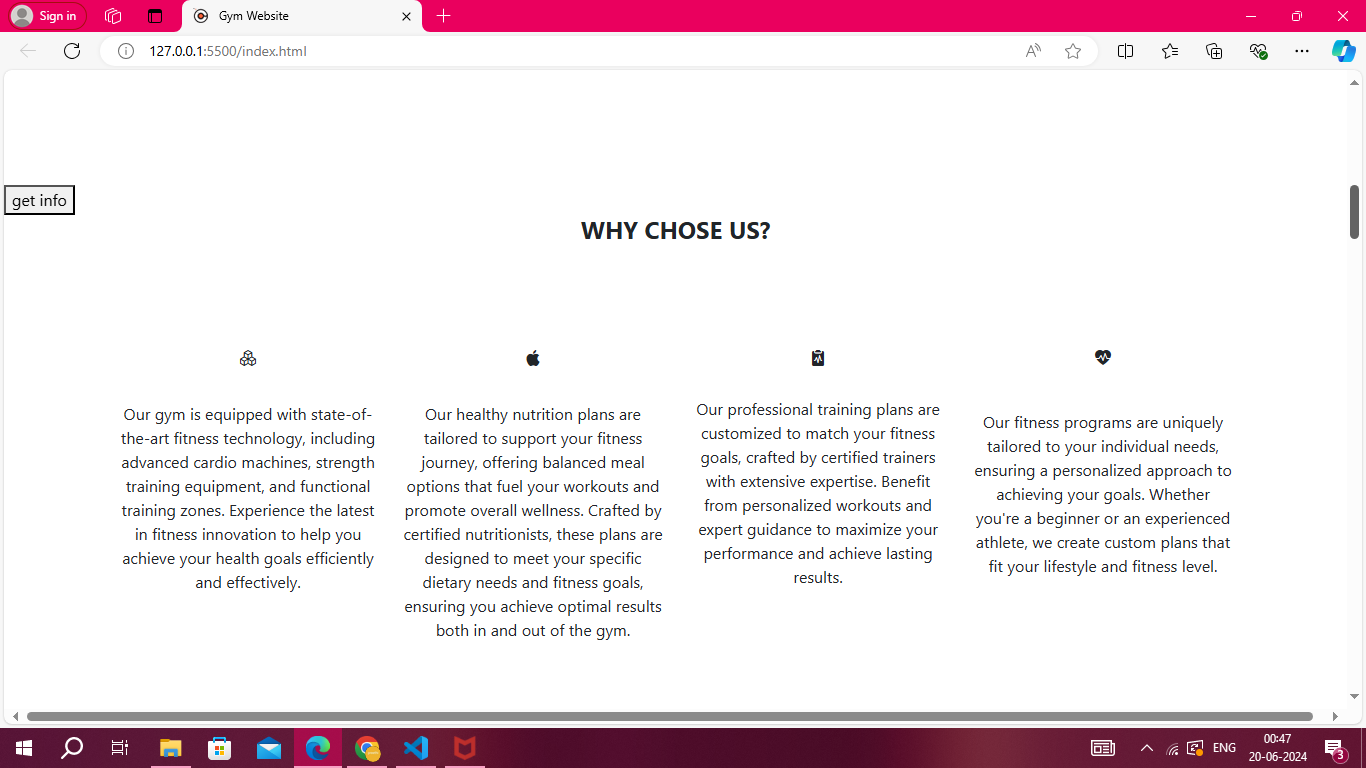 Sign in
Gym Website
127.0.0.1:5500/index.html
get info
WHY CHOSE US?
Our gym is equipped with state-of-
the-art fitness technology, including
advanced cardio machines, strength
training equipment, and functional
training zones. Experience the latest
in fitness innovation to help you
achieve your health goals efficiently
and effectively.
Our healthy nutrition plans are
tailored to support your fitness
journey, offering balanced meal
options that fuel your workouts and
promote overall wellness. Crafted by
certified nutritionists, these plans are
designed to meet your specific
dietary needs and fitness goals,
ensuring you achieve optimal results
both in and out of the gym.
Our professional training plans are
customized to match your fitness
goals, crafted by certified trainers
with extensive expertise. Benefit
from personalized workouts and
expert guidance to maximize your
performance and achieve lasting
results.
Our fitness programs are uniquely
tailored to your individual needs,
ensuring a personalized approach to
achieving your goals. Whether
you're a beginner or an experienced
athlete, we create custom plans that
fit your lifestyle and fitness level.
ENG
00:47
20-06-2024
3